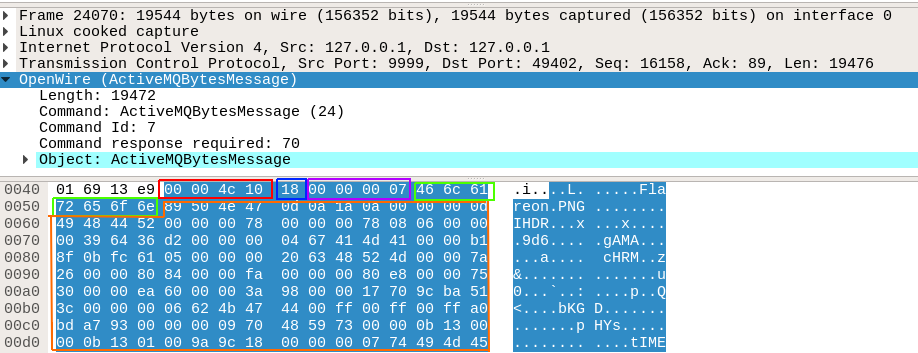 Frame 24070: 19544 bytes on wire (156352 bits), 19544 bytes captured (156352 bits) on interface 0
Linux cooked capture
Internet Protocol Version 4, Src: 127.0.0.1, Dst: 127.0.0.1
Transmission Control Protocol, Src Port: 9999, Dst Port: 49402, Seq: 16158, Ack: 89, Len: 19476
OpenWire (ActiveMQBytesMessage)
Length: 19472
Command: ActiveMQBytesMessage (24)
Command Id: 7
Command response required: 70
Object: ActiveMQBytesMessage
0040 01 69 13 e9 00 00 4c 10 18 00 00 00 07 46 6c 61 .i....L. .....Fla
0050 72 65 6f 6e 89 50 4e 47 0d 0a 1a 0a 00 00 00 0d reon.PNG ........
0060 49 48 44 52 00 00 00 78 00 00 00 78 08 06 00 00 IHDR...x ...x....
0070 00 39 64 36 d2 00 00 00 04 67 41 4d 41 00 00 b1 .9d6.... .gAMA...
0080 8f 0b fc 61 05 00 00 00 20 63 48 52 4d 00 00 7a ...a....  cHRM..z
0090 26 00 00 80 84 00 00 fa 00 00 00 80 e8 00 00 75 &....... .......u
00a0 30 00 00 ea 60 00 00 3a 98 00 00 17 70 9c ba 51 0...`..: ....p..Q
00b0 3c 00 00 00 06 62 4b 47 44 00 ff 00 ff 00 ff a0 <....bKG D.......
00c0 bd a7 93 00 00 00 09 70 48 59 73 00 00 0b 13 00 .......p HYs.....
00d0 00 0b 13 01 00 9a 9c 18 00 00 00 07 74 49 4d 45 ........ ....tIME